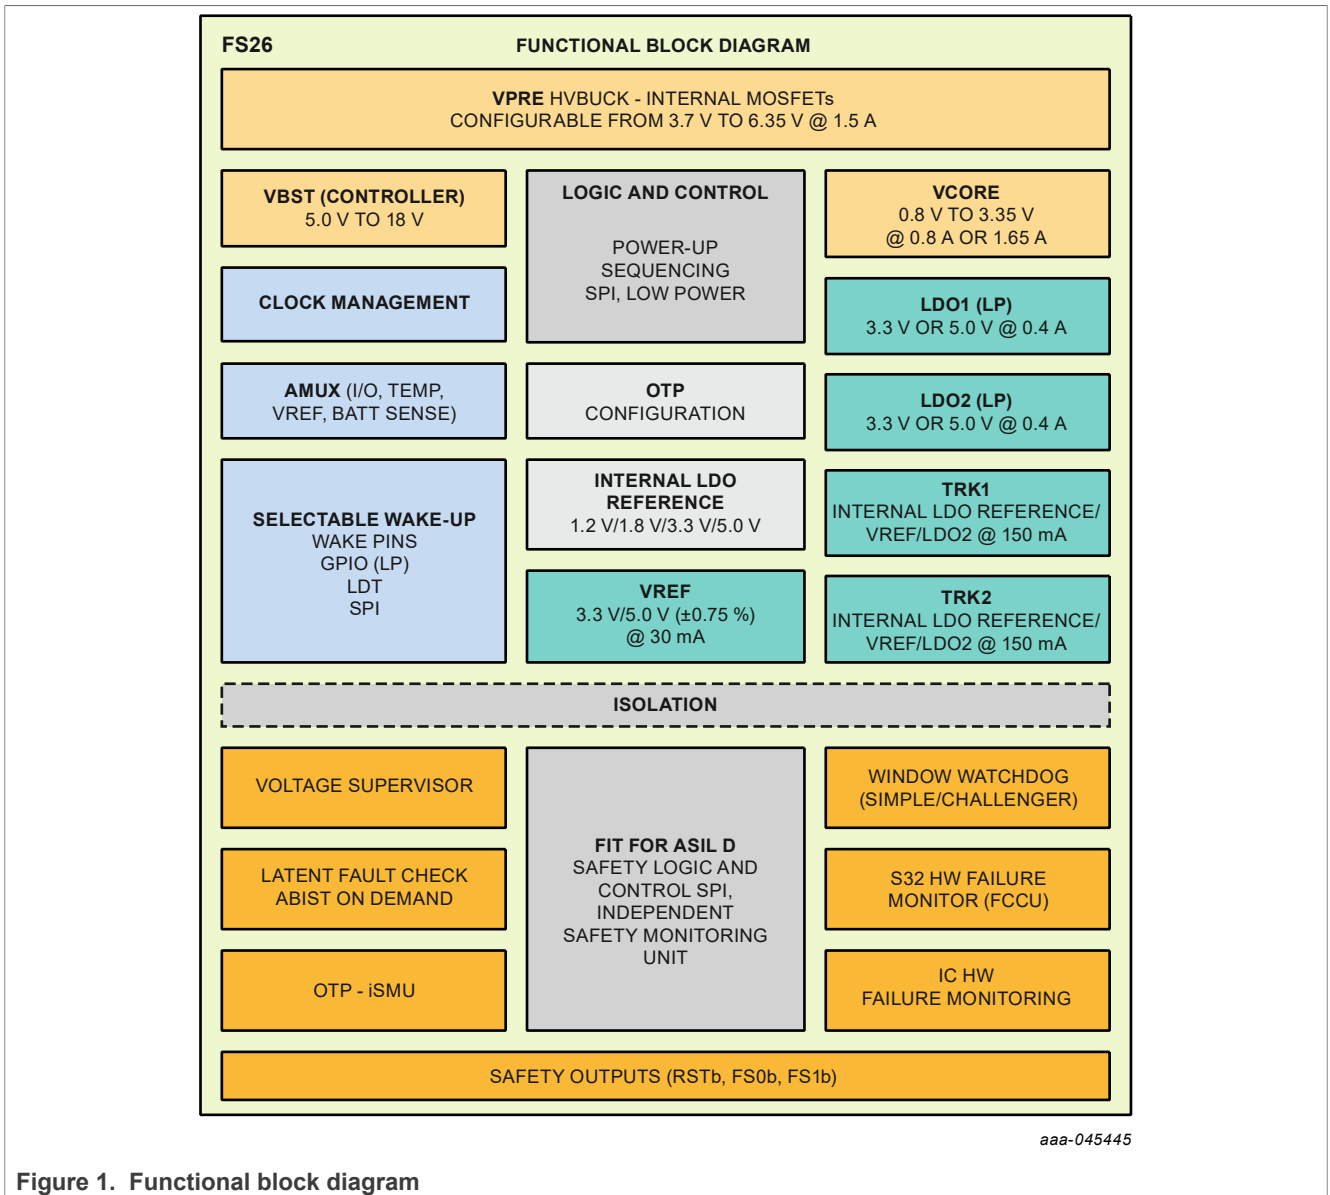 FS26
FUNCTIONAL BLOCK DIAGRAM
VPRE HVBUCK - INTERNAL MOSFETs
CONFIGURABLE FROM 3.7 V TO 6.35 V @ 1.5 A
VBST (CONTROLLER)
5.0 V TO 18 V
LOGIC AND CONTROL
POWER-UP
SEQUENCING
SPI, LOW POWER
VCORE
0.8 V TO 3.35 V
@ 0.8 A OR 1.65 A
CLOCK MANAGEMENT
LDO1 (LP)
3.3 V OR 5.0 V @ 0.4 A
AMUX (I/O, TEMP,
VREF, BATT SENSE)
OTP
CONFIGURATION
LDO2 (LP)
3.3 V OR 5.0 V @ 0.4 A
SELECTABLE WAKE-UP
WAKE PINS
GPIO (LP)
LDT
SPI
INTERNAL LDO
REFERENCE
1.2 V/1.8 V/3.3 V/5.0 V
TRK1
INTERNAL LDO REFERENCE/
VREF/LDO2 @ 150 mA
VREF
3.3 V/5.0 V (±0.75 %)
@ 30 mA
TRK2
INTERNAL LDO REFERENCE/
VREF/LDO2 @ 150 mA
ISOLATION
VOLTAGE SUPERVISOR
FIT FOR ASIL D
SAFETY LOGIC AND
CONTROL SPI,
INDEPENDENT
SAFETY MONITORING
UNIT
WINDOW WATCHDOG
(SIMPLE/CHALLENGER)
LATENT FAULT CHECK
ABIST ON DEMAND
S32 HW FAILURE
MONITOR (FCCU)
OTP - iSMU
IC HW
FAILURE MONITORING
SAFETY OUTPUTS (RSTb, FS0b, FS1b)
aaa-045445
Figure 1. Functional block diagram